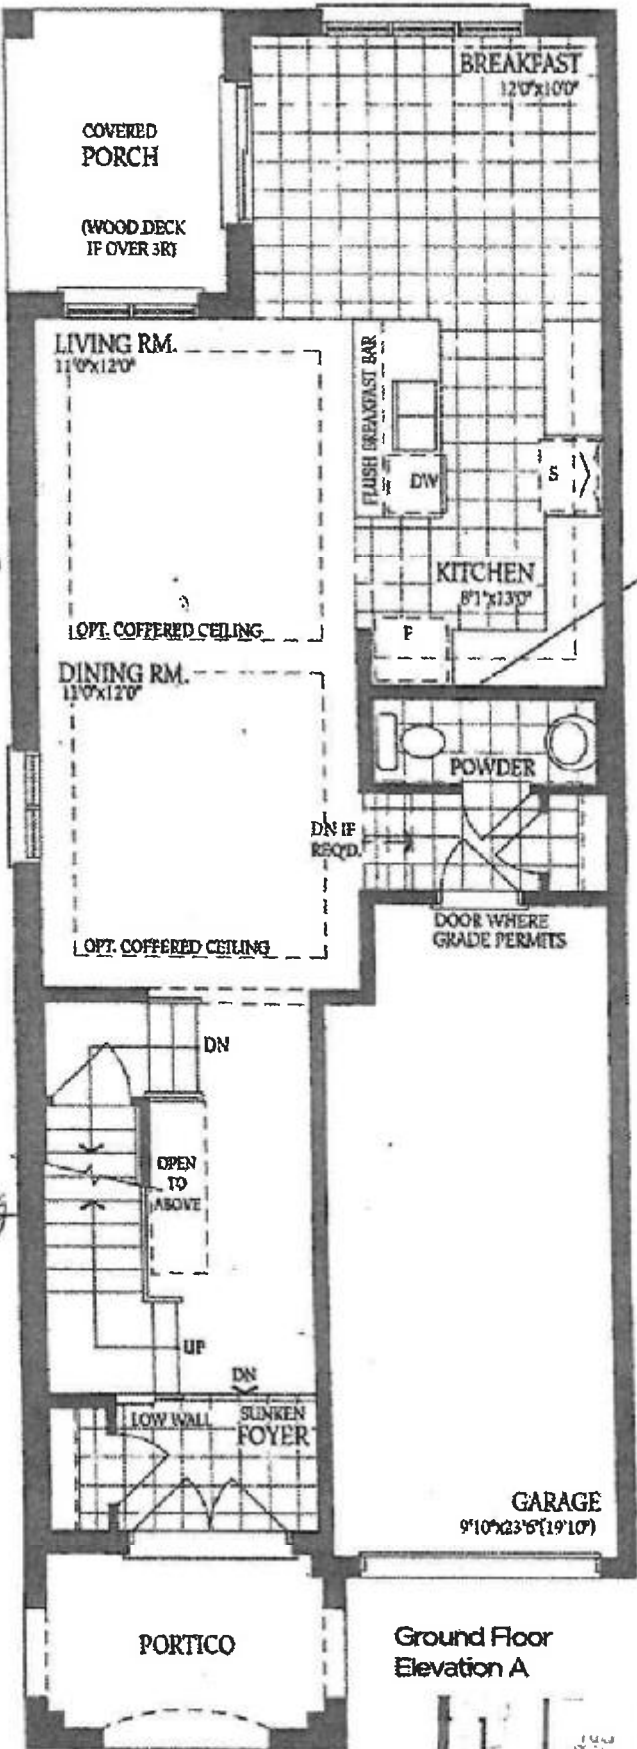 BREAKFAST
12'0"x10'0"
COVERED
PORCH
(WOOD DECK
IF OVER 3R)
LIVING RM.
11'0"x12'0"
FLUSH BREAKFAST BAR
DW
S
KITCHEN
8'1"x13'0"
F
OPT. COFFERED CEILING
DINING RM.
11'0"x12'0"
POWDER
DN IF
REQ'D.
DOOR WHERE
GRADE PERMITS
OPT. COFFERED CEILING
DN
OPEN
TO
ABOVE
UP
DN
LOW WALL
SUNKEN
FOYER
GARAGE
9'10"x23'6"(19'10")
PORTICO
Ground Floor
Elevation A